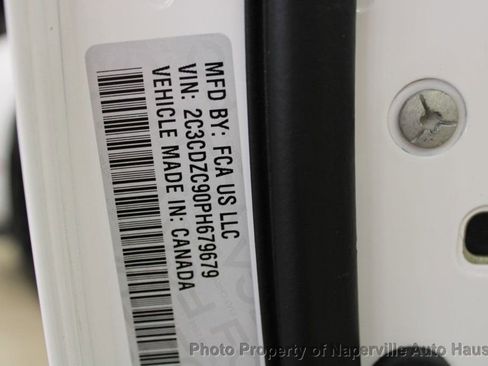 MFD BY: FCA US LLC
VIN: 2C3CDZC90PH679679
VEHICLE MADE IN: CANADA
Photo Property of Naperville Auto Haus